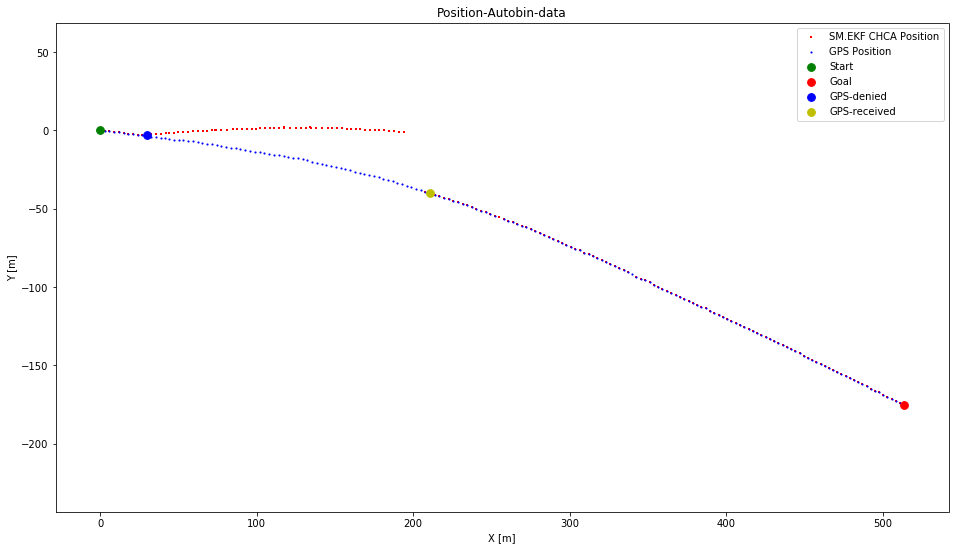 Position-Autobin-data
SM.EKF CHCA Position
GPS Position
Start
Goal
GPS-denied
GPS-received
Y [m]
50
0
−50
−100
−150
−200
0 100 200 300 400 500
X [m]